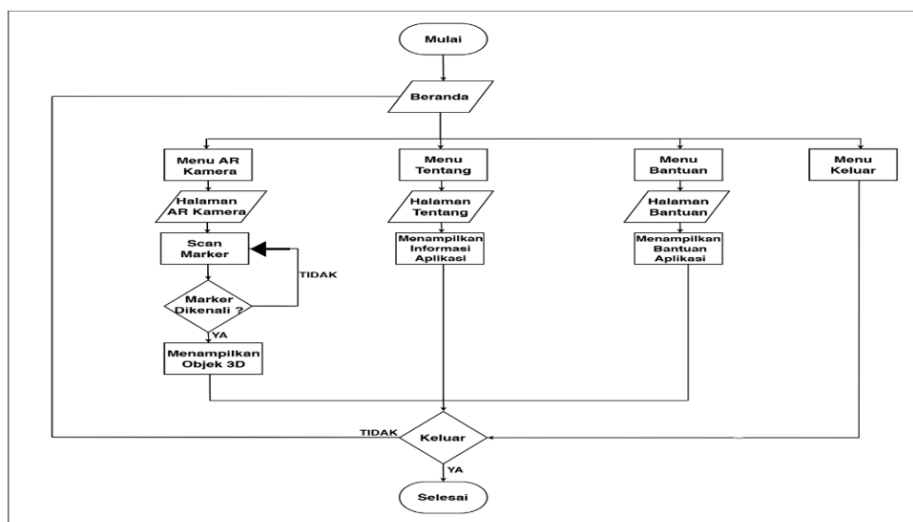 Mulai
Beranda
Menu AR
Kamera
Menu
Tentang
Menu
Bantuan
Menu
Keluar
Halaman
AR Kamera
Halaman
Tentang
Halaman
Bantuan
Scan
Marker
Menampilkan
Informasi
Aplikasi
Menampilkan
Bantuan
Aplikasi
TIDAK
Marker
Dikenali ?
YA
Menampilkan
Objek 3D
TIDAK
Keluar
YA
Selesai